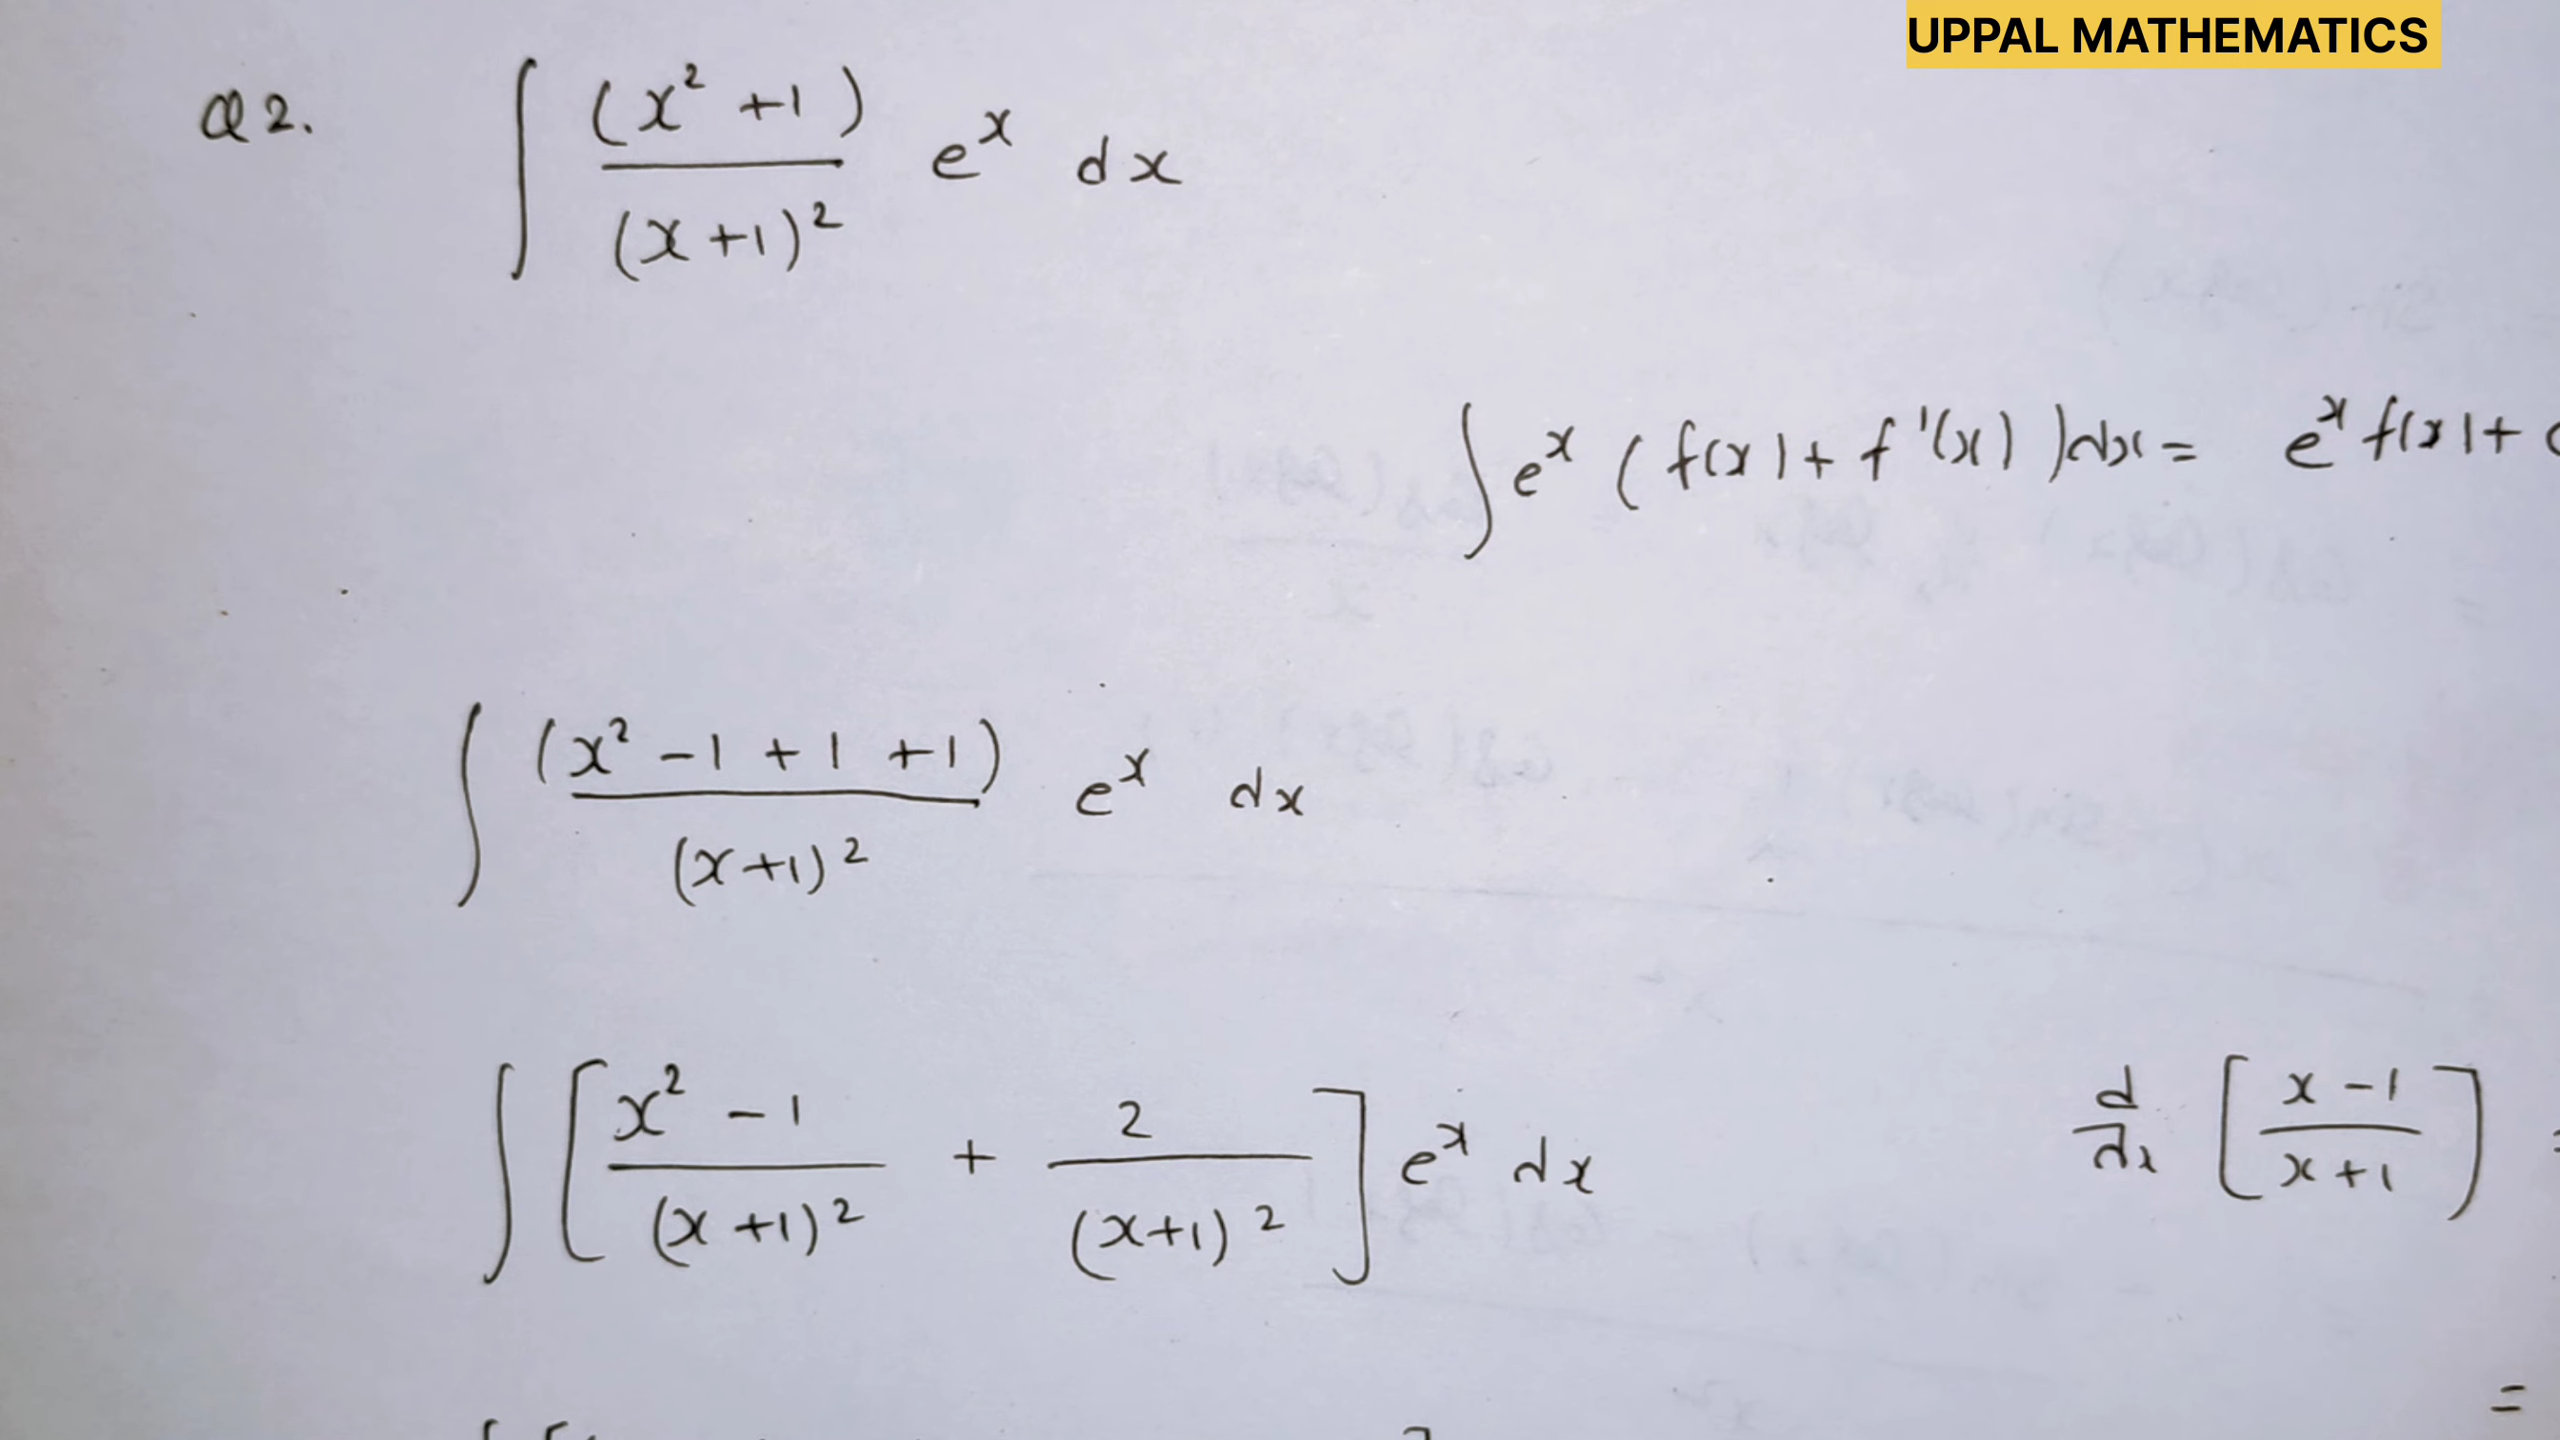 UPPAL MATHEMATICS
Q2. ∫ (x² + 1) / (x + 1)² eˣ dx
∫ eˣ ( f(x) + f'(x) ) dx = eˣ f(x) +
∫ (x² - 1 + 1 + 1) / (x + 1)² eˣ dx
∫ [ x² - 1 / (x + 1)² + 2 / (x + 1)² ] eˣ dx
d/dx [ x - 1 / x + 1 ]
=